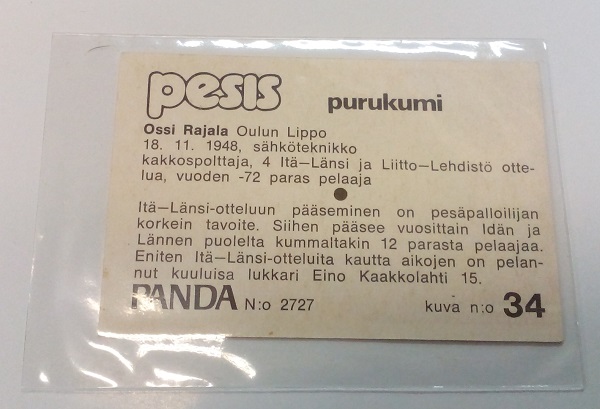 pesis purukumi
Ossi Rajala Oulun Lippo
18. 11. 1948, sähköteknikko
kakkospolttaja, 4 Itä—Länsi ja Liitto—Lehdistö otte-
lua, vuoden -72 paras pelaaja
Itä—Länsi-otteluun pääseminen on pesäpalloilijan
korkein tavoite. Siihen pääsee vuosittain Idän ja
Lännen puolelta kummaltakin 12 parasta pelaajaa.
Eniten Itä—Länsi-otteluita kautta aikojen on pelan-
nut kuuluisa lukkari Eino Kaakkolahti 15.
PANDA N:o 2727 kuva n:o 34